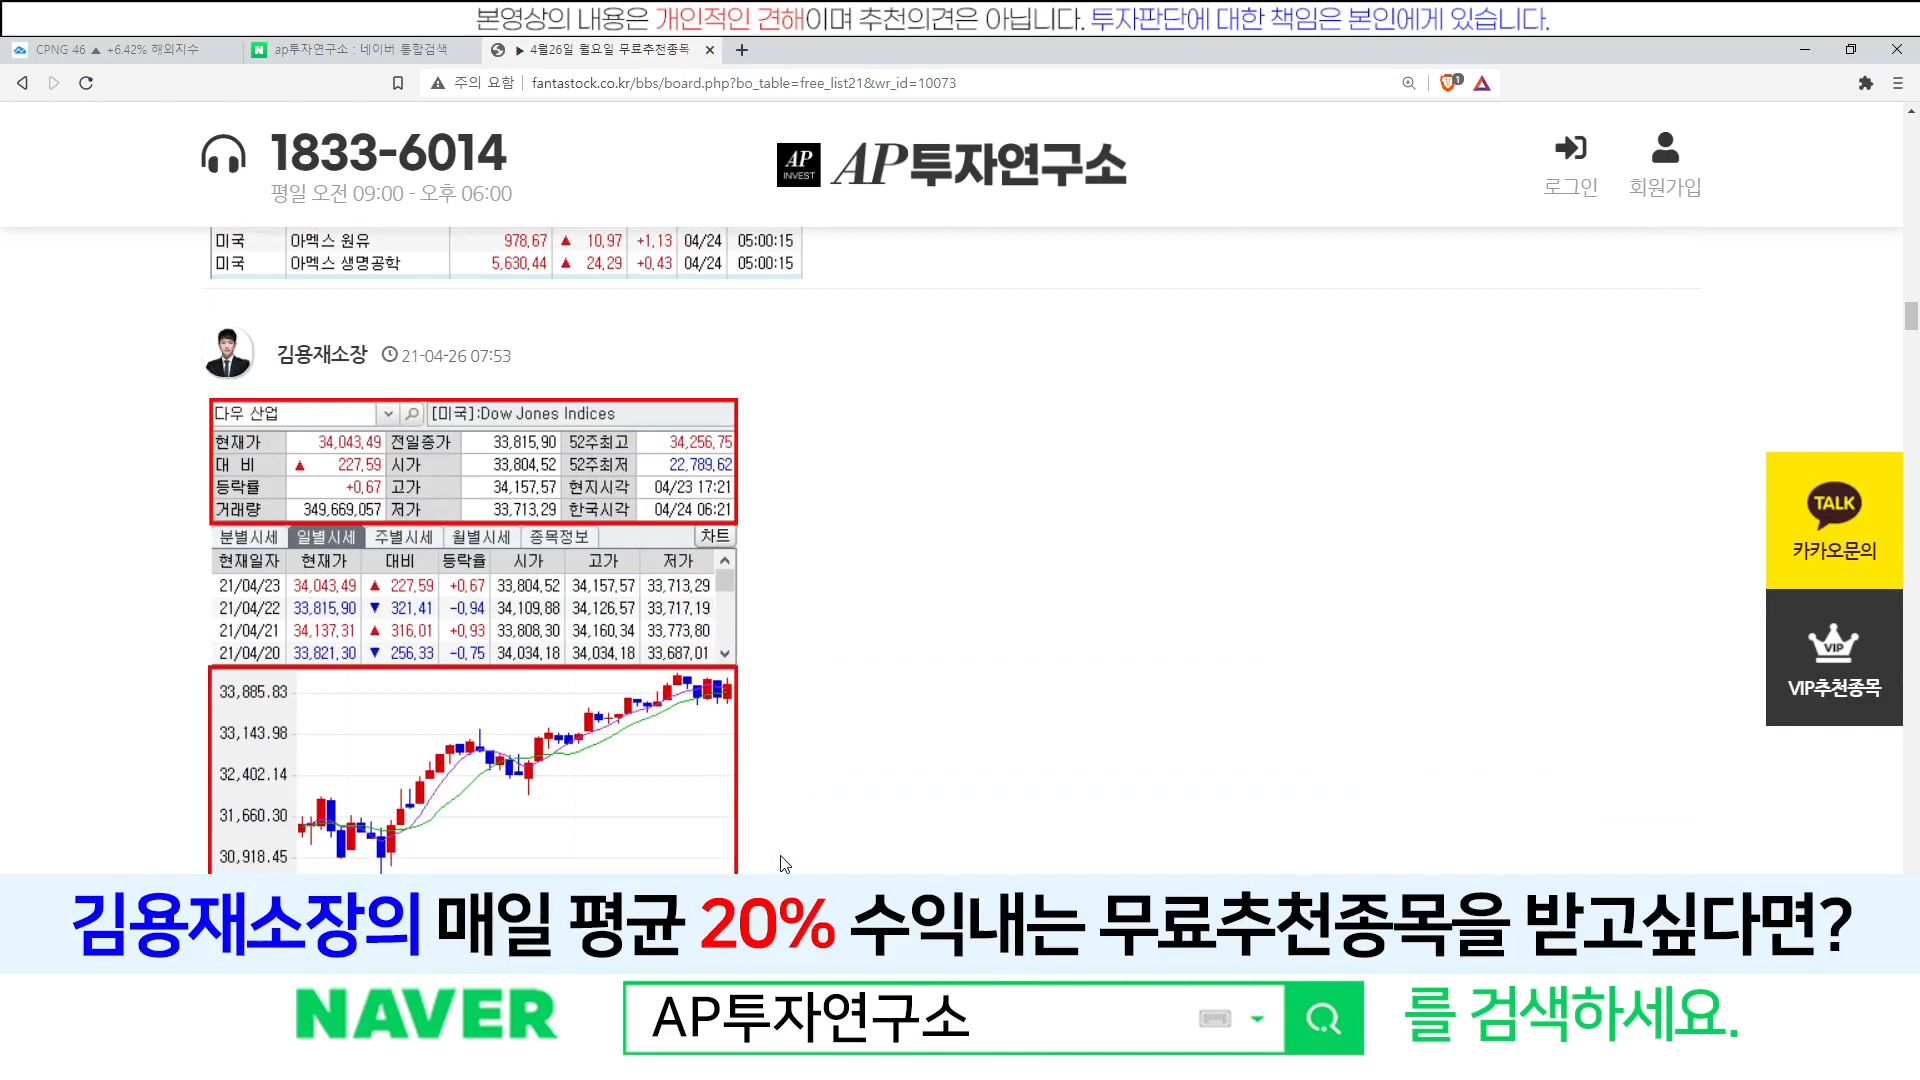 본영상의 내용은 개인적인 견해이며 추천의견은 아닙니다. 투자판단에 대한 책임은 본인에게 있습니다.
CPNG 46 ▲ +6.42% 해외지수
N ap투자연구소 : 네이버 통합검색
▶ 4월26일 월요일 무료추천종목
주의 요함 fantastock.co.kr/bbs/board.php?bo_table=free_list21&wr_id=10073
1
1833-6014
평일 오전 09:00 - 오후 06:00
AP INVEST AP투자연구소
로그인 회원가입
미국 아멕스 원유 978,67 ▲ 10,97 +1,13 04/24 05:00:15
미국 아멕스 생명공학 5,630,44 ▲ 24,29 +0,43 04/24 05:00:15
김용재소장 21-04-26 07:53
다우 산업 [미국]:Dow Jones Indices
현재가 34,043,49 전일종가 33,815,90 52주최고 34,256,75
대 비 ▲ 227,59 시가 33,804,52 52주최저 22,789,62
등락률 +0,67 고가 34,157,57 현지시각 04/23 17:21
거래량 349,669,057 저가 33,713,29 한국시각 04/24 06:21
분별시세 일별시세 주별시세 월별시세 종목정보 차트
현재일자 현재가 대비 등락률 시가 고가 저가
21/04/23 34,043,49 ▲ 227,59 +0,67 33,804,52 34,157,57 33,713,29
21/04/22 33,815,90 ▼ 321,41 -0,94 34,109,88 34,126,57 33,717,19
21/04/21 34,137,31 ▲ 316,01 +0,93 33,808,30 34,160,34 33,773,80
21/04/20 33,821,30 ▼ 256,33 -0,75 34,034,18 34,034,18 33,687,01
33,885.83
33,143.98
32,402.14
31,660.30
30,918.45
TALK
카카오문의
VIP
VIP추천종목
김용재소장의 매일 평균 20% 수익내는 무료추천종목을 받고싶다면?
NAVER AP투자연구소 를 검색하세요.